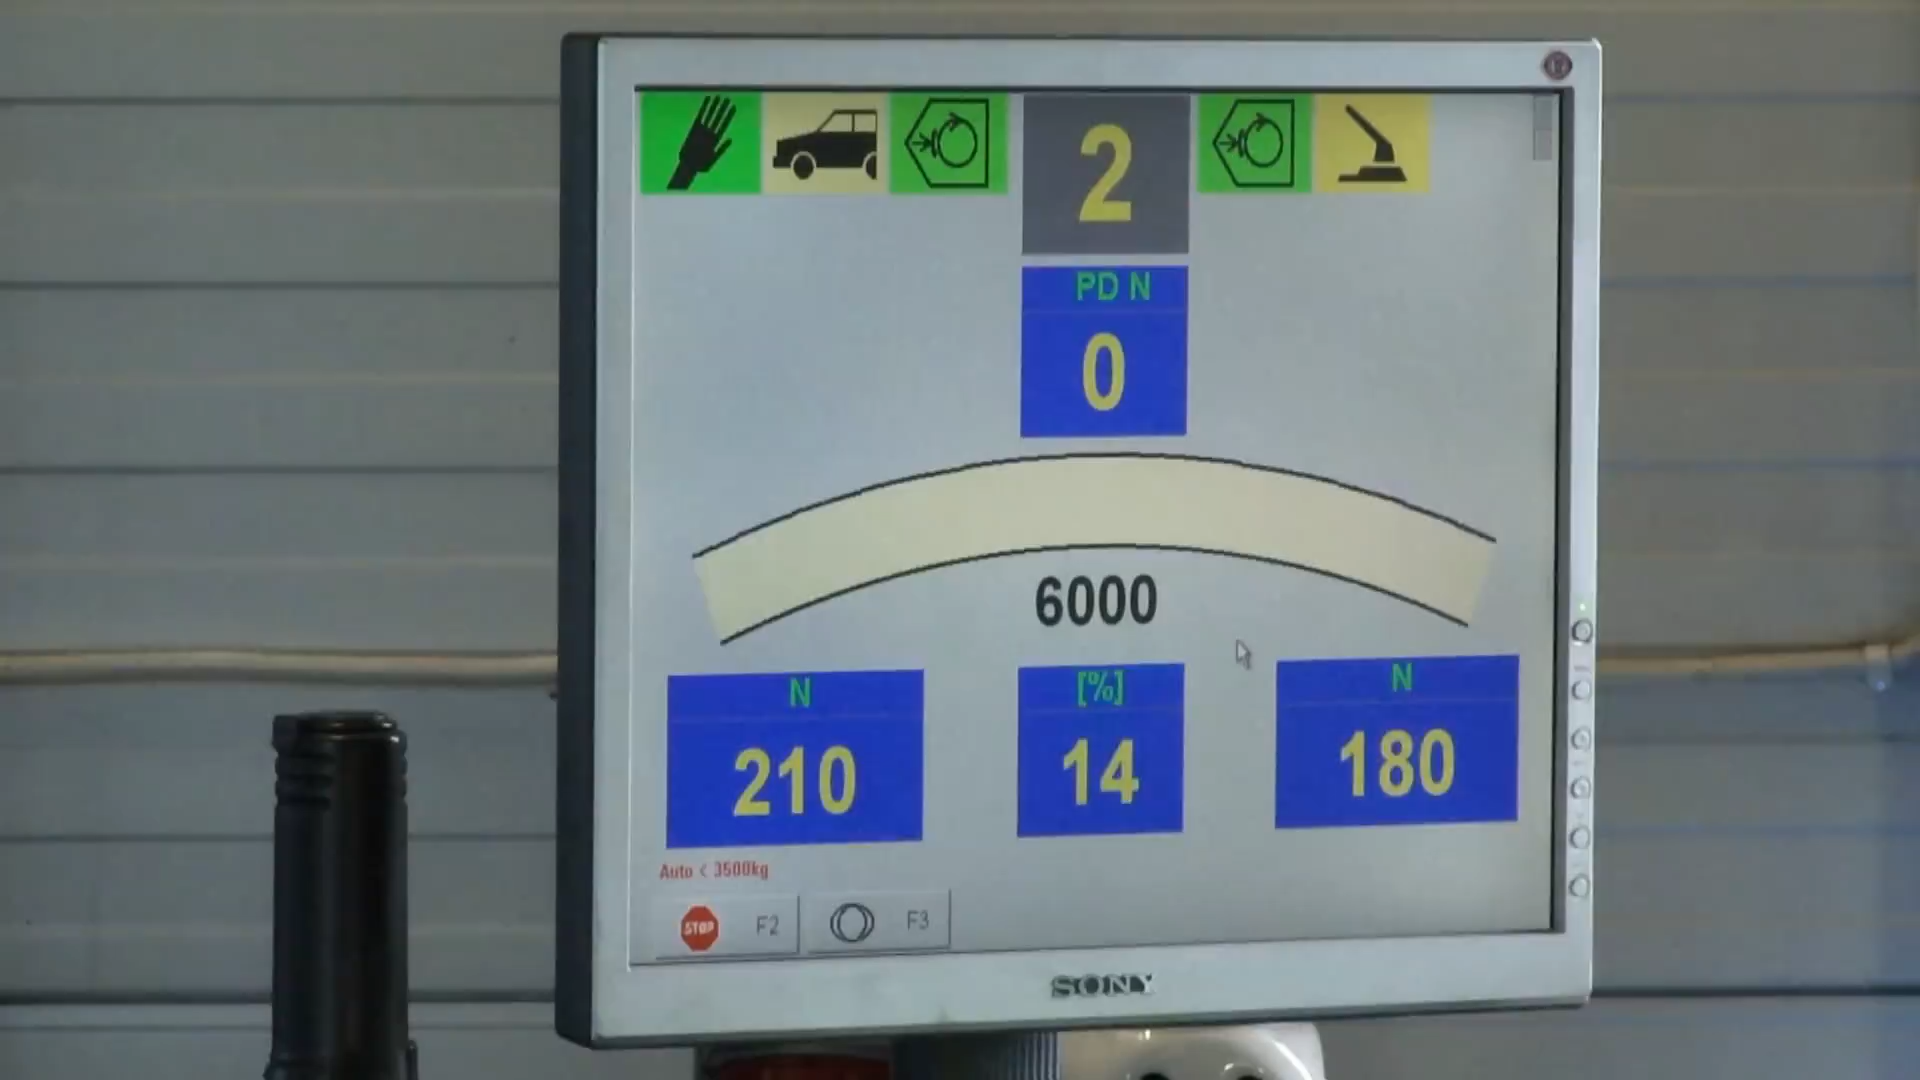 2
PD N
0
6000
N
210
[%]
14
N
180
Auto < 3500kg
STOP F2
F3
SONY